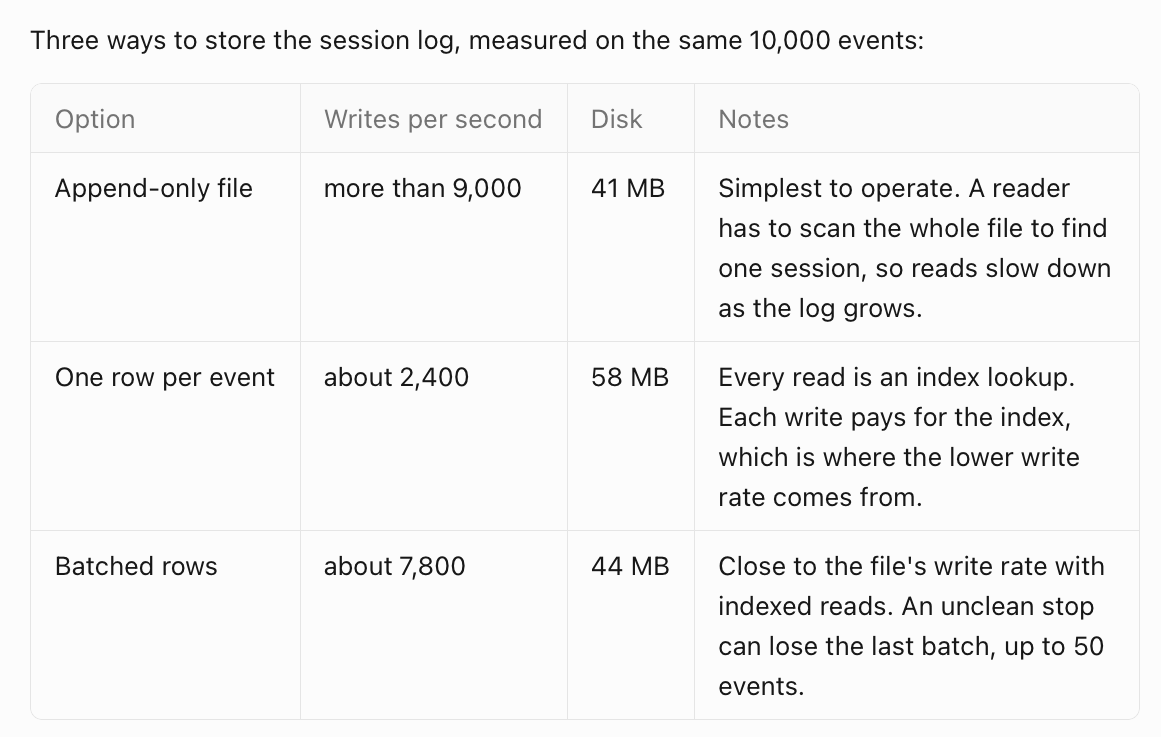 Three ways to store the session log, measured on the same 10,000 events:
Option
Writes per second
Disk
Notes
Append-only file
more than 9,000
41 MB
Simplest to operate. A reader
has to scan the whole file to find
one session, so reads slow down
as the log grows.
One row per event
about 2,400
58 MB
Every read is an index lookup.
Each write pays for the index,
which is where the lower write
rate comes from.
Batched rows
about 7,800
44 MB
Close to the file's write rate with
indexed reads. An unclean stop
can lose the last batch, up to 50
events.